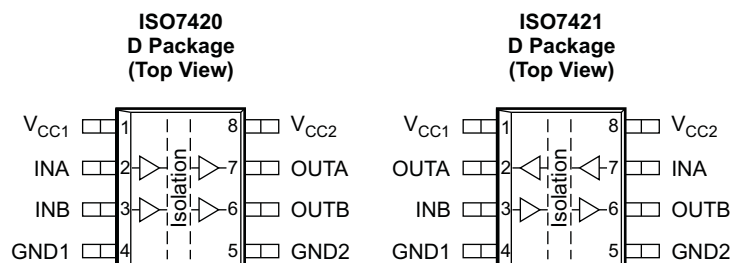 ISO7420
D Package
(Top View)
VCC1 1 8 VCC2
INA 2 7 OUTA
INB 3 6 OUTB
GND1 4 5 GND2
Isolation
ISO7421
D Package
(Top View)
VCC1 1 8 VCC2
OUTA 2 7 INA
INB 3 6 OUTB
GND1 4 5 GND2
Isolation